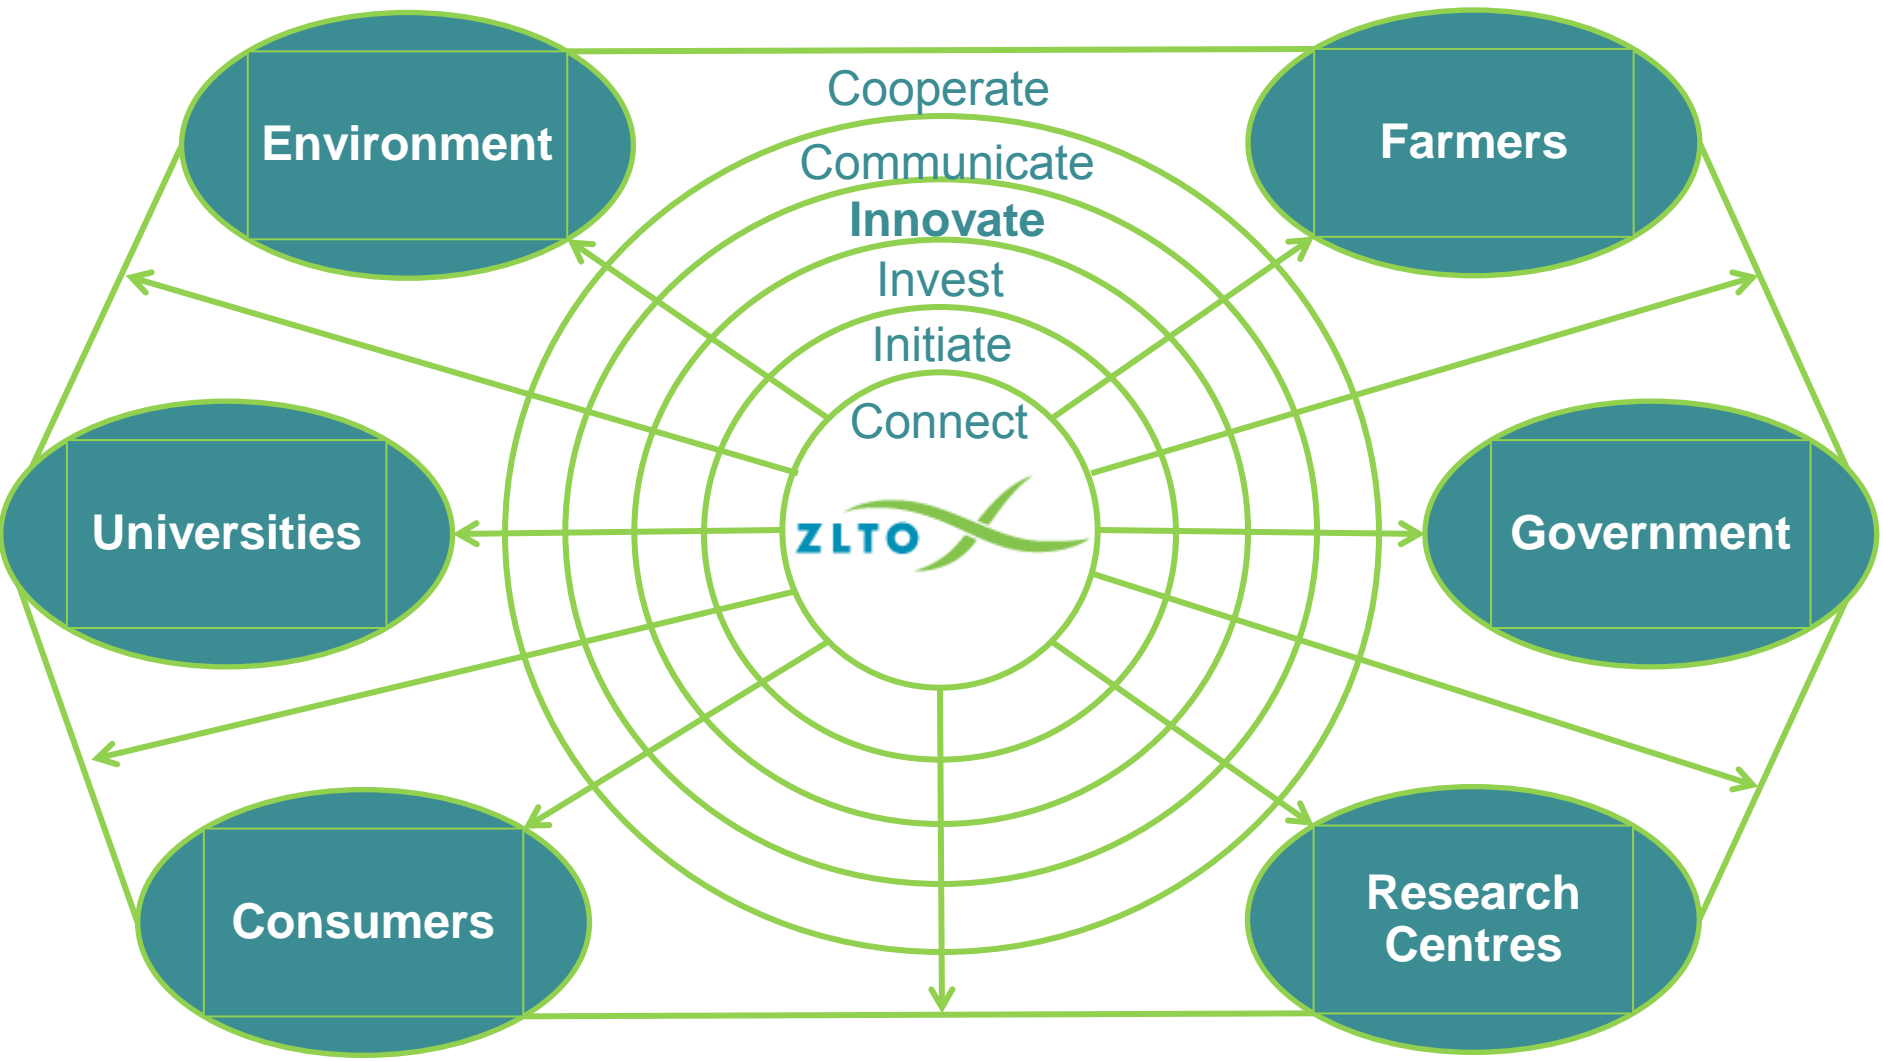 Cooperate
Environment
Farmers
Communicate
Innovate
Invest
Initiate
Connect
Universities
ZLTO
Government
Consumers
Research
Centres